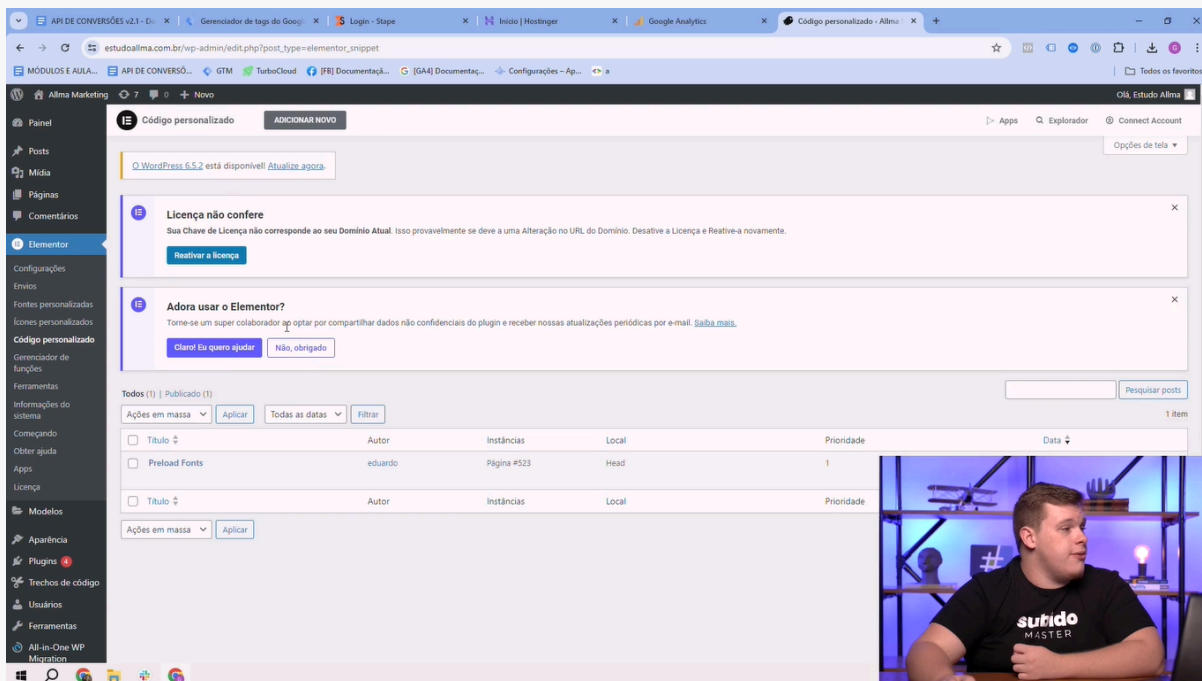 API DE CONVERSÕES v2.1 - D
Gerenciador de tags do Googl
Login - Stape
Início | Hostinger
Google Analytics
Código personalizado ‹ Allma
estudoallma.com.br/wp-admin/edit.php?post_type=elementor_snippet
MÓDULOS E AULA...
API DE CONVERSÕ...
GTM
TurboCloud
[FB] Documentaçã...
[GA4] Documentaç...
Configurações – Ap...
a
Todos os favoritos
Allma Marketing
7
0
Novo
Olá, Estudo Allma
Painel
Posts
Mídia
Páginas
Comentários
Elementor
Configurações
Envios
Fontes personalizadas
Ícones personalizados
Código personalizado
Gerenciador de
funções
Ferramentas
Informações do
sistema
Começando
Obter ajuda
Apps
Licença
Modelos
Aparência
Plugins 4
Trechos de código
Usuários
Ferramentas
All-in-One WP
Migration
Código personalizado
ADICIONAR NOVO
Apps
Explorador
Connect Account
Opções de tela
O WordPress 6.5.2 está disponível! Atualize agora.
Licença não confere
Sua Chave de Licença não corresponde ao seu Domínio Atual. Isso provavelmente se deve a uma Alteração no URL do Domínio. Desative a Licença e Reative-a novamente.
Reativar a licença
Adora usar o Elementor?
Torne-se um super colaborador ao optar por compartilhar dados não confidenciais do plugin e receber nossas atualizações periódicas por e-mail. Saiba mais.
Claro! Eu quero ajudar
Não, obrigado
Todos (1) | Publicado (1)
Pesquisar posts
Ações em massa
Aplicar
Todas as datas
Filtrar
1 item
Título
Autor
Instâncias
Local
Prioridade
Data
Preload Fonts
eduardo
Página #523
Head
1
Título
Autor
Instâncias
Local
Prioridade
Ações em massa
Aplicar
#
subido
MASTER